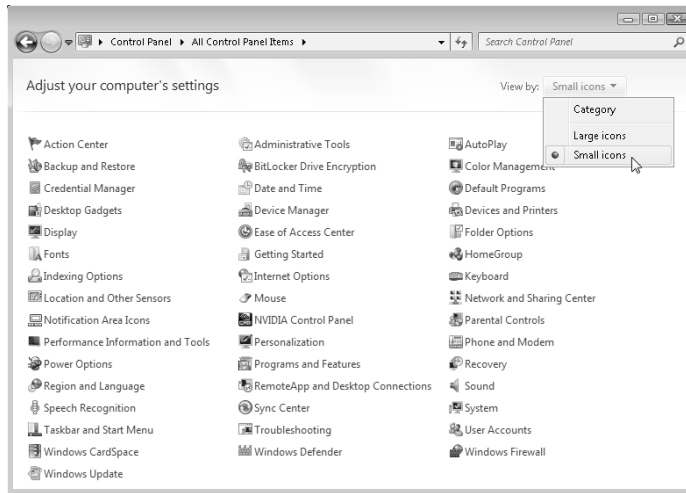 Control Panel ▸ All Control Panel Items ▸ Search Control Panel
Adjust your computer's settings View by: Small icons
Category
Large icons
Small icons
Action Center Administrative Tools AutoPlay
Backup and Restore BitLocker Drive Encryption Color Management
Credential Manager Date and Time Default Programs
Desktop Gadgets Device Manager Devices and Printers
Display Ease of Access Center Folder Options
Fonts Getting Started HomeGroup
Indexing Options Internet Options Keyboard
Location and Other Sensors Mouse Network and Sharing Center
Notification Area Icons NVIDIA Control Panel Parental Controls
Performance Information and Tools Personalization Phone and Modem
Power Options Programs and Features Recovery
Region and Language RemoteApp and Desktop Connections Sound
Speech Recognition Sync Center System
Taskbar and Start Menu Troubleshooting User Accounts
Windows CardSpace Windows Defender Windows Firewall
Windows Update